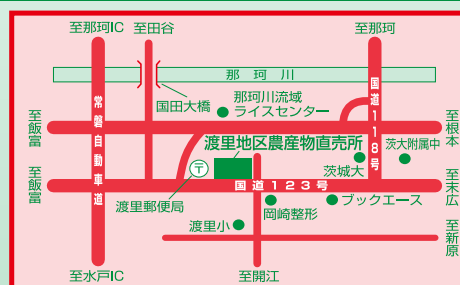 至那珂IC
至田谷
至那珂
那珂川
国田大橋
那珂川流域
ライスセンター
国道118号
常磐自動車道
至飯富
至根本
渡里地区農産物直売所
茨大附属中
茨城大
至飯富
〒
国道123号
至末広
渡里郵便局
岡崎整形
ブックエース
渡里小
至新原
至水戸IC
至開江